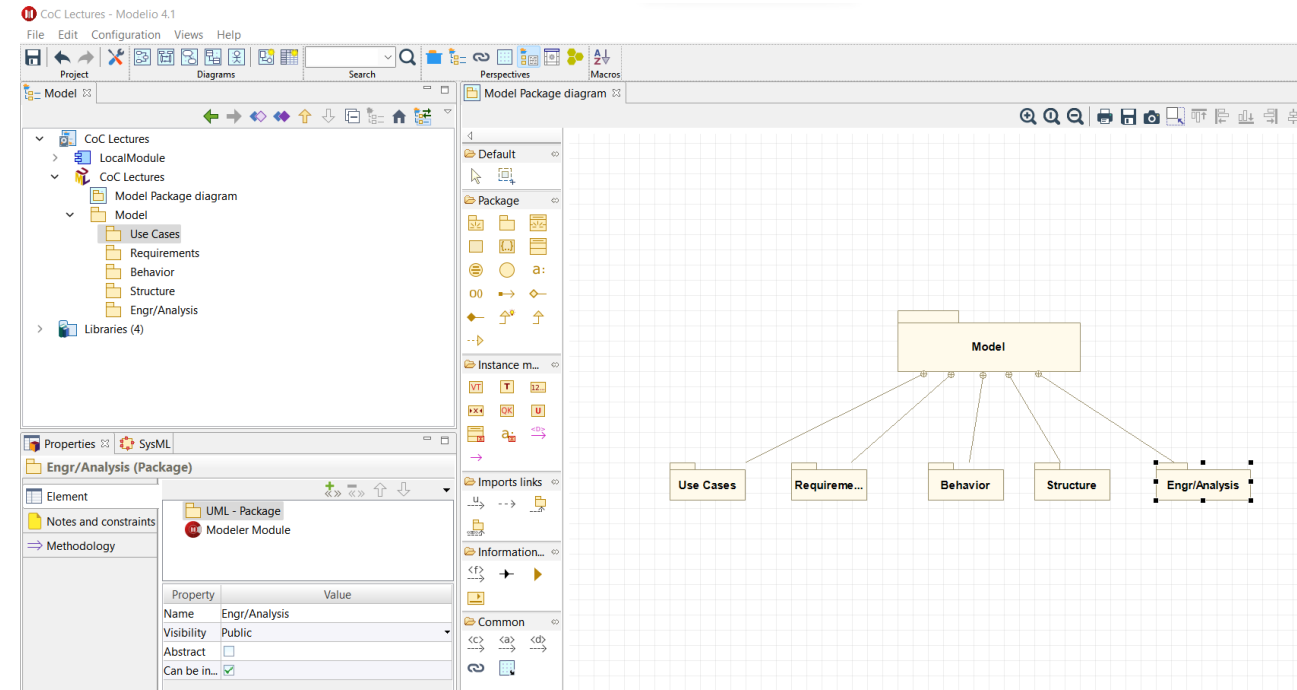 CoC Lectures - Modelio 4.1
File Edit Configuration Views Help
Project Diagrams Search Perspectives Macros
Model
CoC Lectures
LocalModule
CoC Lectures
Model Package diagram
Model
Use Cases
Requirements
Behavior
Structure
Engr/Analysis
Libraries (4)
Properties SysML
Engr/Analysis (Package)
Element
Notes and constraints
Methodology
UML - Package
Modeler Module
Property Value
Name Engr/Analysis
Visibility Public
Abstract
Can be in...
Model Package diagram
Default
Package
{..}
a:
00
Instance m...
VT T 12...
QK U
a:
<D>
Imports links
U
Information...
<f>
Common
<c> <a> <d>
Model
Use Cases Requireme... Behavior Structure Engr/Analysis